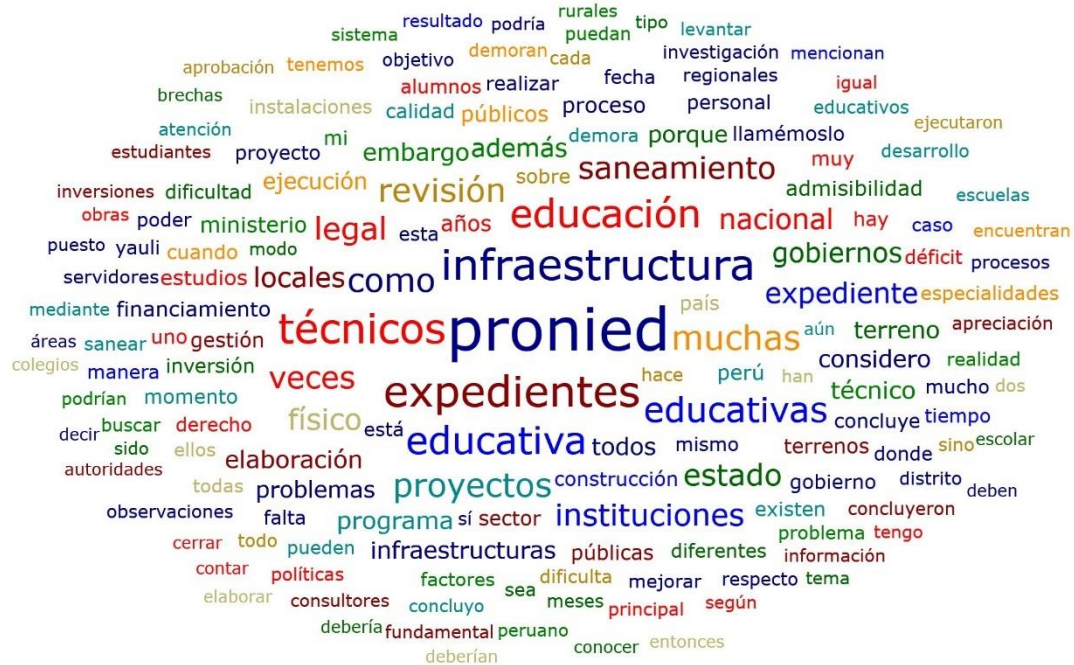 resultado podría rurales tipo
sistema puedan levantar
aprobación tenemos objetivo demoran cada investigación mencionan
brechas alumnos realizar fecha regionales igual
instalaciones calidad públicos proceso personal educativos
atención mi demora porque llamémoslo ejecutaron
estudiantes proyecto embargo además saneamiento muy desarrollo
inversiones dificultad ejecución revisión sobre admisibilidad escuelas
obras poder ministerio legal esta años educación nacional hay caso encuentran
puesto yauli cuando modo infraestructura gobiernos déficit procesos
servidores estudios locales como
mediante financiamiento país expediente especialidades
áreas sanear uno gestión técnicos pronied muchas aún terreno apreciación
colegios manera inversión considero realidad
podrían momento veces expedientes hace perú han técnico mucho dos
buscar derecho físico está educativas concluye tiempo
decir sido ellos educativa todos mismo terrenos donde sino escolar
autoridades elaboración
todas problemas proyectos construcción estado gobierno distrito deben
observaciones falta programa sí sector instituciones existen concluyeron
cerrar todo pueden infraestructuras públicas diferentes problema tengo
información
contar políticas factores sea dificulta mejorar respecto tema
elaborar consultores concluyo meses principal según
debería fundamental peruano conocer entonces
deberían